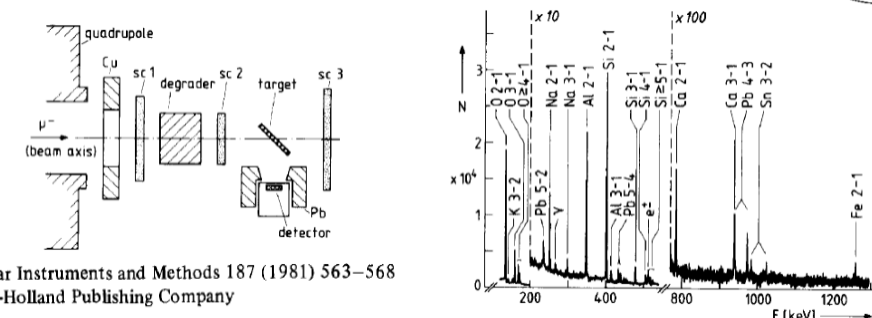 quadrupole
Cu
sc 1
degrader
sc 2
target
sc 3
μ⁻
(beam axis)
Pb
detector
ar Instruments and Methods 187 (1981) 563–568
-Holland Publishing Company
x 10
x 100
N
3
2
x 10⁴
1
0
O 2-1
O 3-1
O≥4-1
K 3-2
Pb 5-2
Na 2-1
γ
Na 3-1
Al 2-1
Si 2-1
Al 3-1
Pb 5-4
Si 3-1
Si 4-1
e±
Si≥5-1
Ca 2-1
Ca 3-1
Pb 4-3
Sn 3-2
Fe 2-1
200
400
800
1000
1200
E [keV]